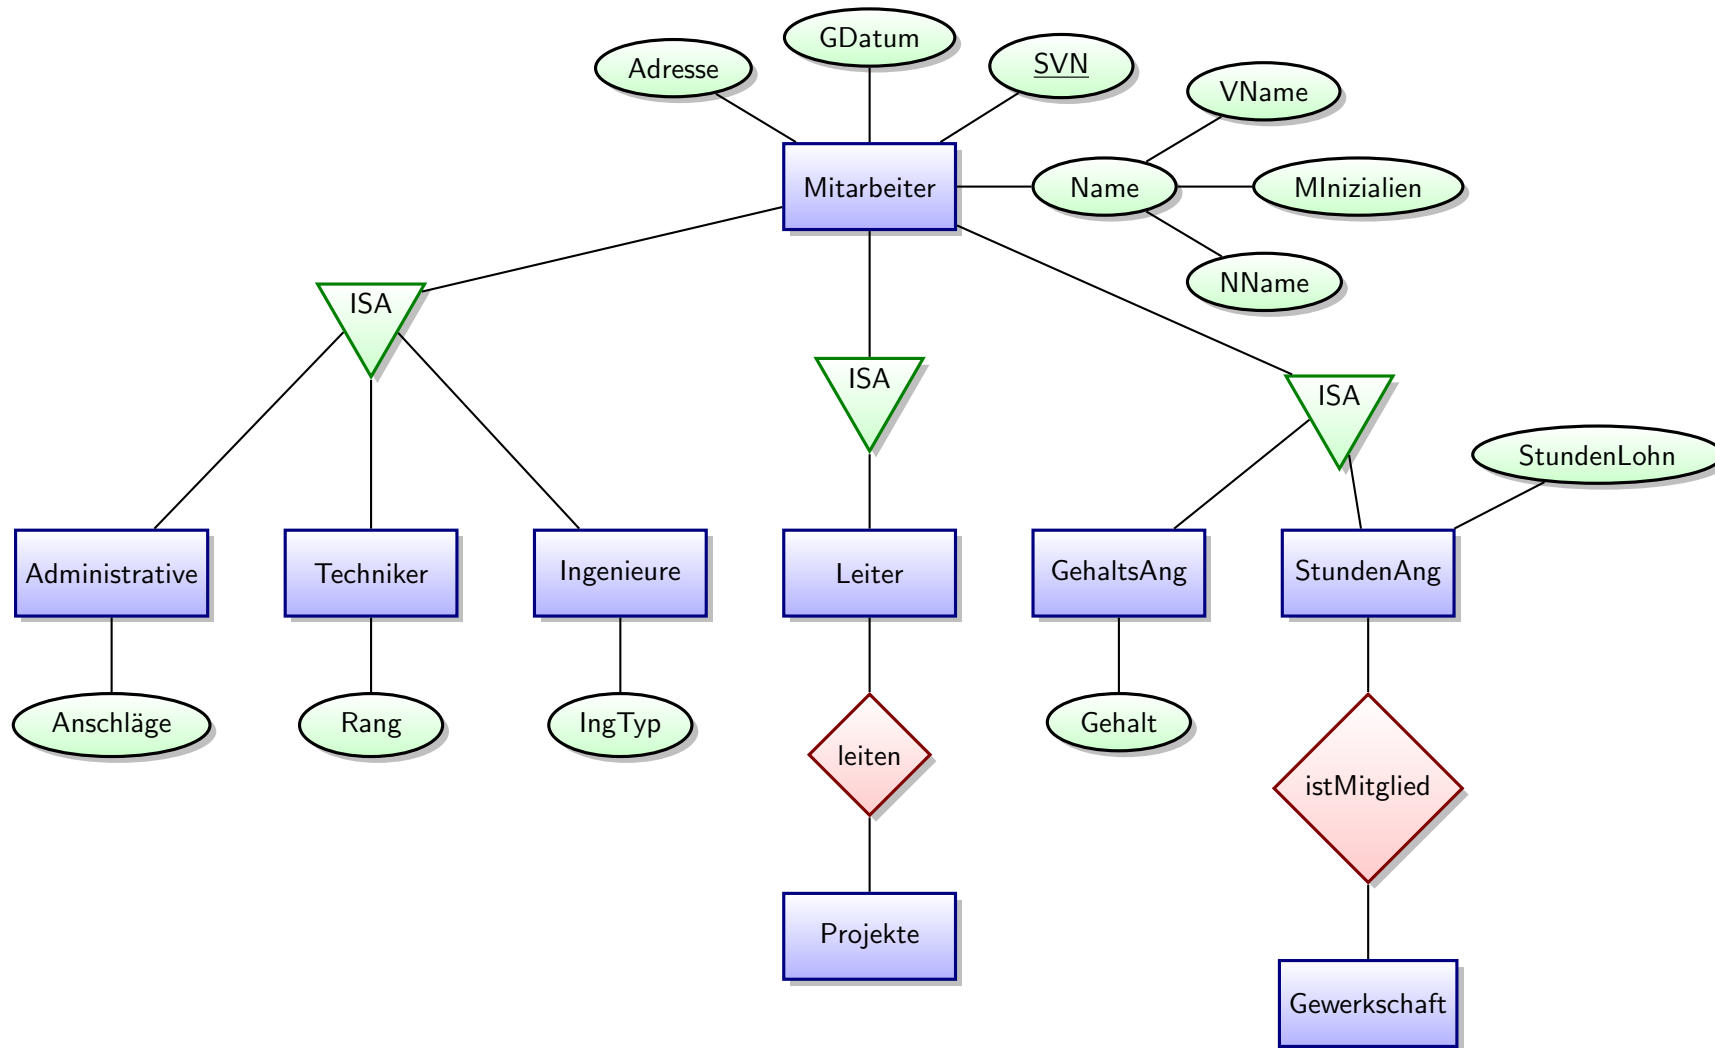 GDatum
Adresse
SVN
VName
Mitarbeiter
Name
MInizialien
NName
ISA
ISA
ISA
StundenLohn
Administrative
Techniker
Ingenieure
Leiter
GehaltsAng
StundenAng
Anschläge
Rang
IngTyp
Gehalt
leiten
istMitglied
Projekte
Gewerkschaft